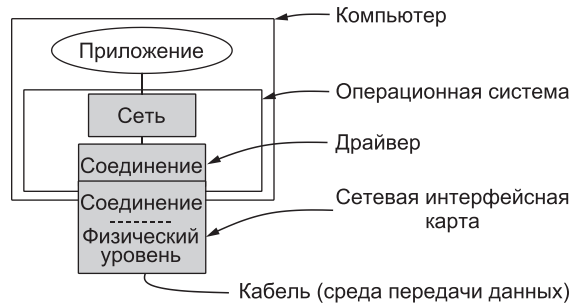 Компьютер
Приложение
Операционная система
Сеть
Драйвер
Соединение
Соединение
Сетевая интерфейсная
карта
Физический
уровень
Кабель (среда передачи данных)